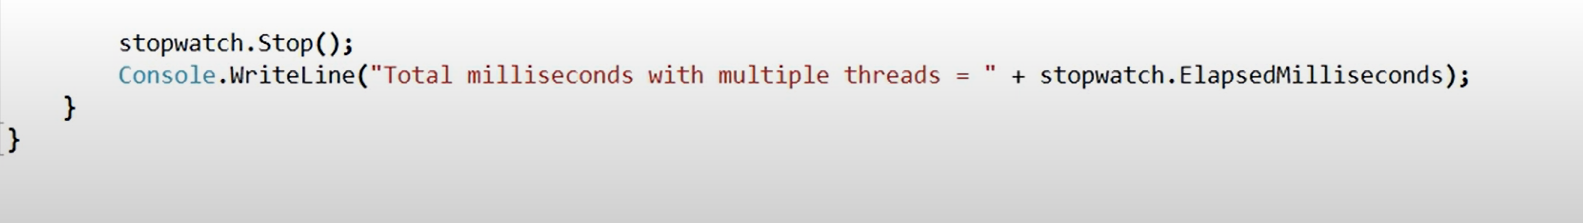 stopwatch.Stop();
Console.WriteLine("Total milliseconds with multiple threads = " + stopwatch.ElapsedMilliseconds);
}
}